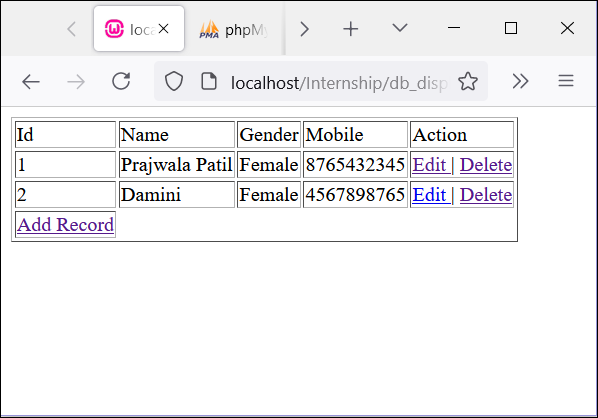 loca
phpMy
localhost/Internship/db_disp
Id Name Gender Mobile Action
1 Prajwala Patil Female 8765432345 Edit | Delete
2 Damini Female 4567898765 Edit | Delete
Add Record